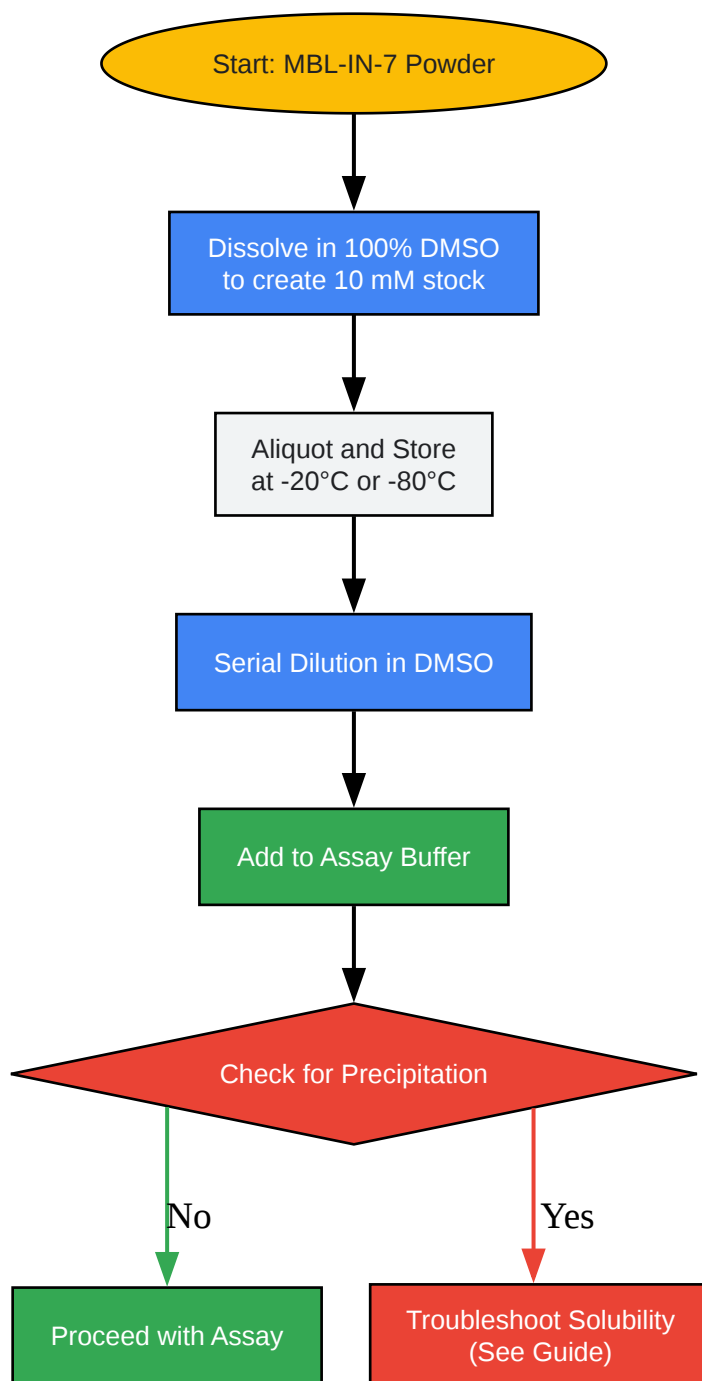 Start: MBL-IN-7 Powder
Dissolve in 100% DMSO
to create 10 mM stock
Aliquot and Store
at -20°C or -80°C
Serial Dilution in DMSO
Add to Assay Buffer
Check for Precipitation
No
Yes
Proceed with Assay
Troubleshoot Solubility
(See Guide)